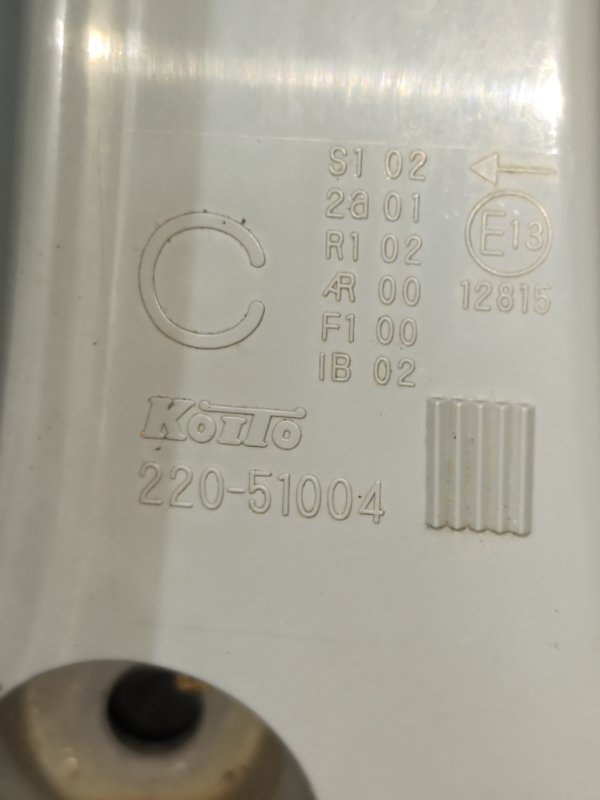 S1 02
2a 01
R1 02
AR 00
F1 00
IB 02
E13
12815
C
KOITO
220-51004